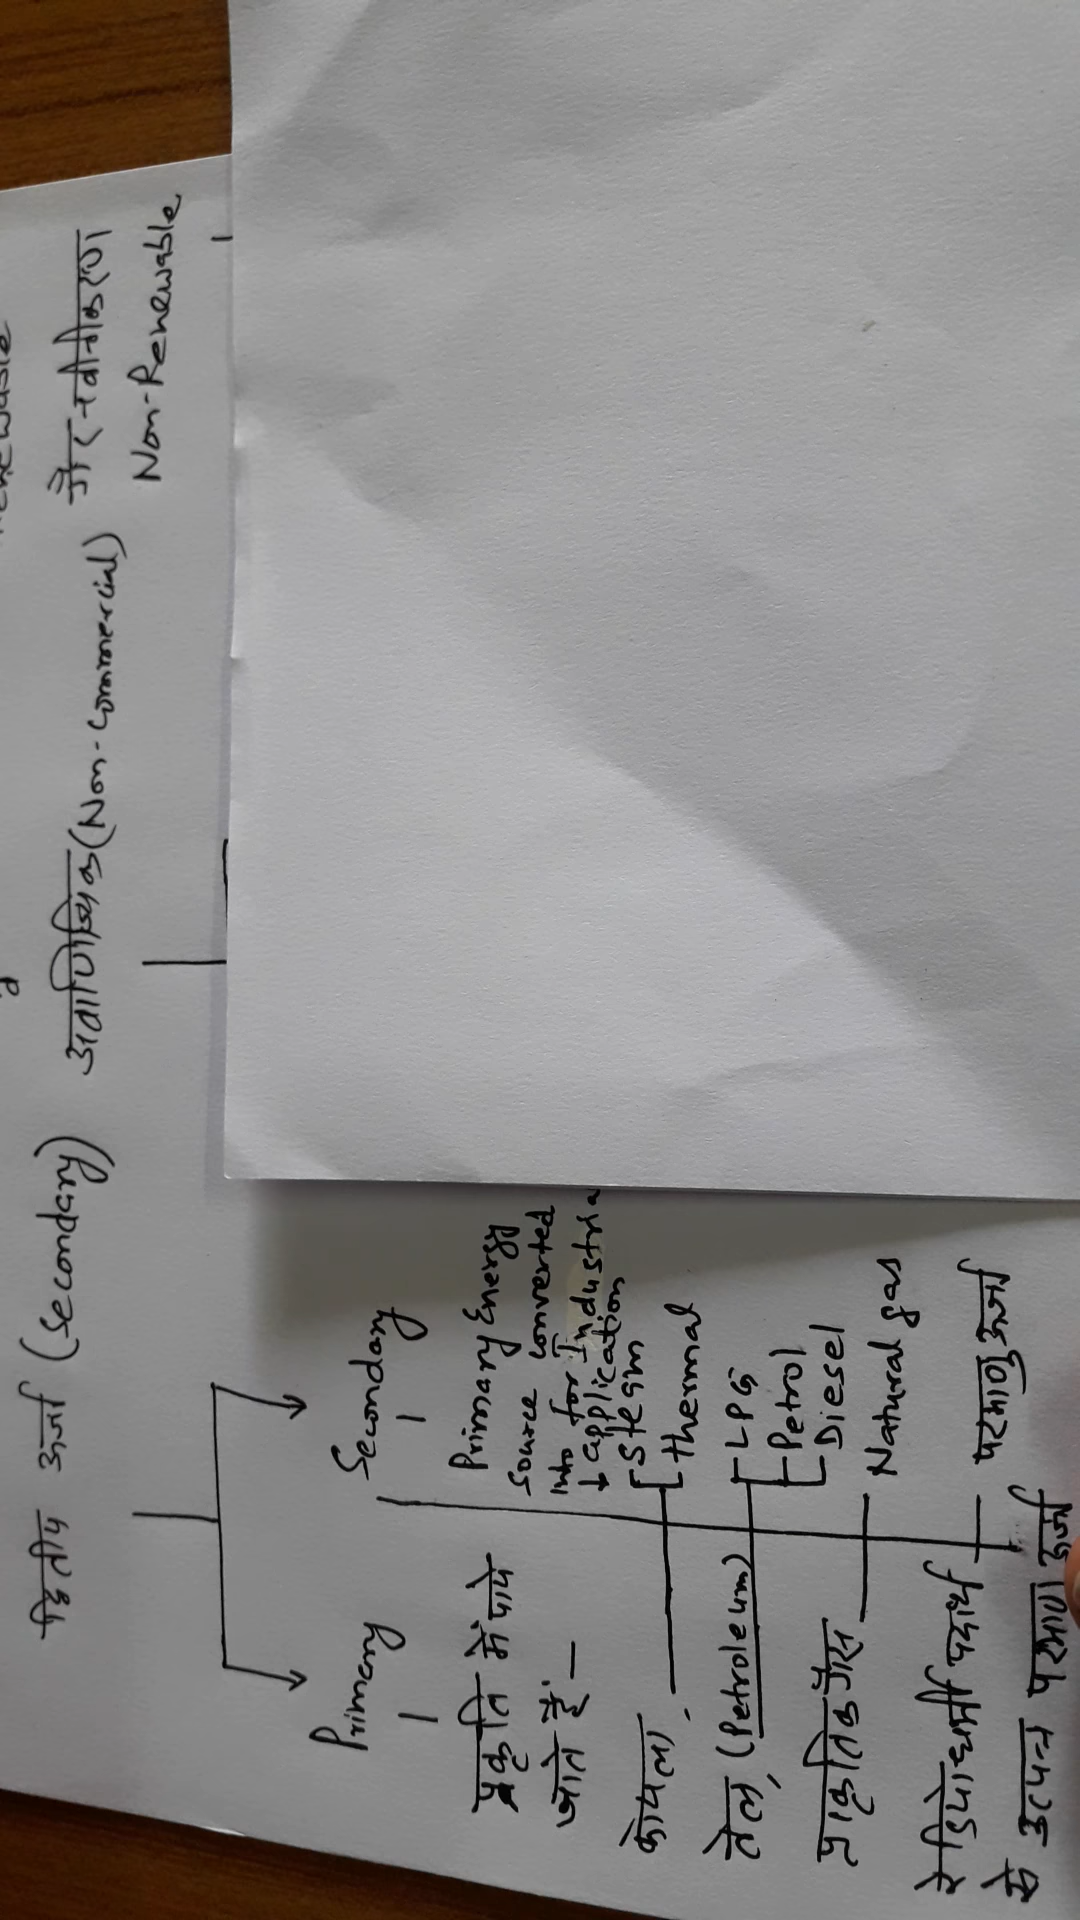 द्वितीय ऊर्जा (Secondary)
अवाणिज्यिक (Non-Commercial)
गैर-नवीकरण
Non-Renewable
Primary
Secondary
प्रकृति में पाये
जाते हैं -
Primary Energy
Source converted
into for Industria
application
कोयला
Steam
thermal
तेल, (Petroleum)
LPG
Petrol
Diesel
प्राकृतिक गैस
Natural gas
रेडियोधर्मी पदार्थ
परमाणु ऊर्जा
से उत्पन्न परमाणु ऊर्जा